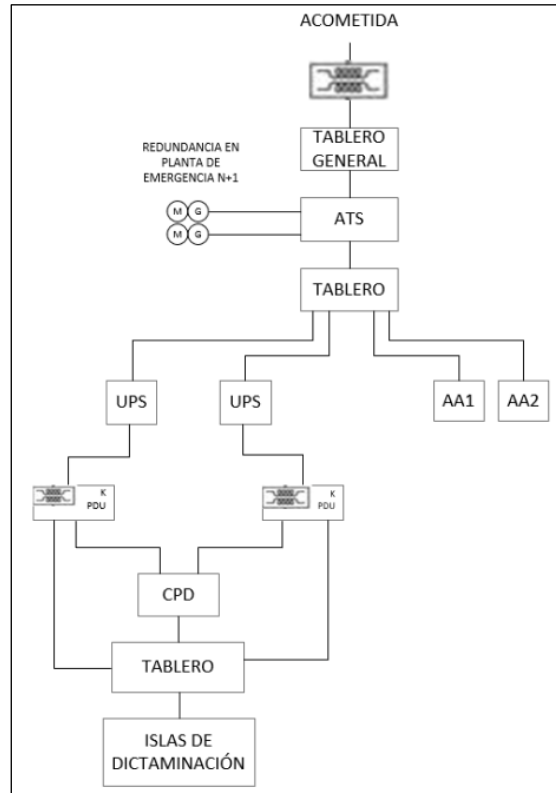 ACOMETIDA
TABLERO
GENERAL
REDUNDANCIA EN
PLANTA DE
EMERGENCIA N+1
M G
M G
ATS
TABLERO
UPS
UPS
AA1
AA2
K
PDU
K
PDU
CPD
TABLERO
ISLAS DE
DICTAMINACIÓN